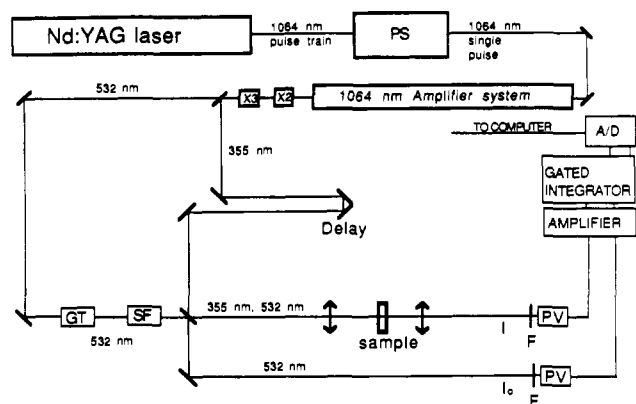 Nd:YAG laser
1064 nm
pulse train
PS
1064 nm
single
pulse
532 nm
X3
X2
1064 nm Amplifier system
TO COMPUTER
A/D
355 nm
GATED
INTEGRATOR
AMPLIFIER
Delay
GT
SF
355 nm, 532 nm
I
F
PV
532 nm
sample
532 nm
Io
F
PV